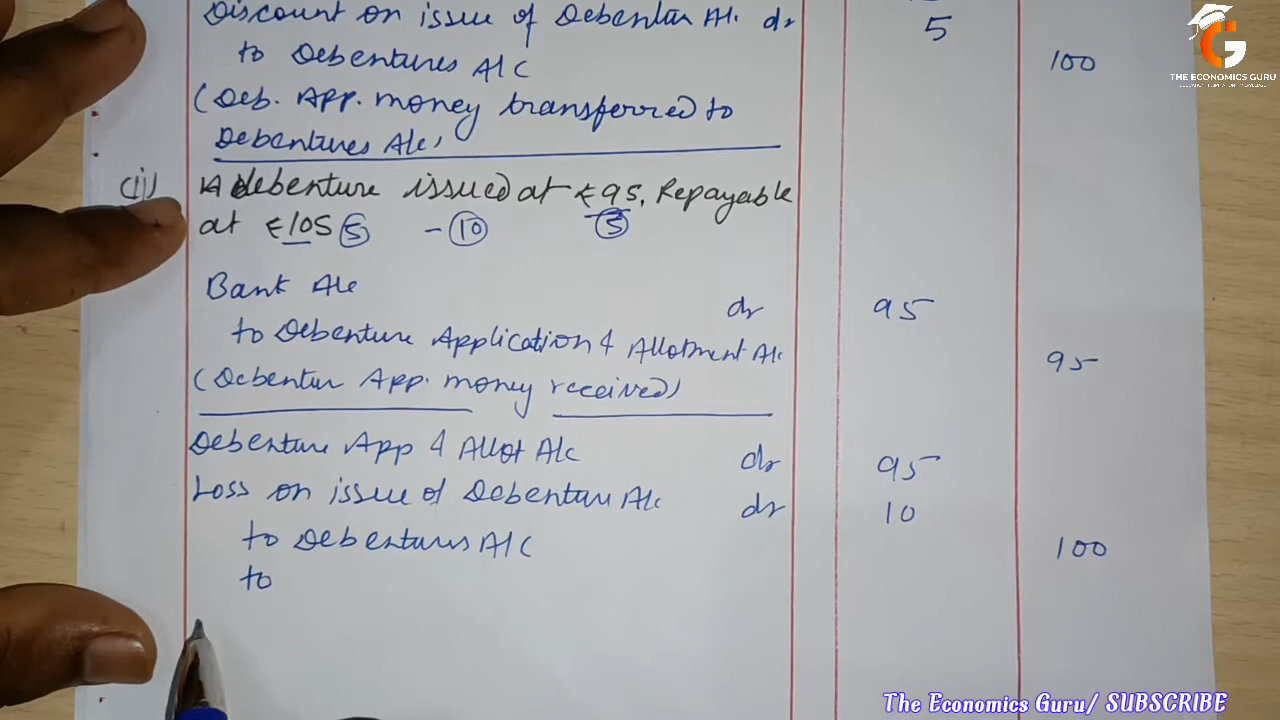 Discount on issue of Debentur A/c. dr 5
to Debentures A/C 100
(Deb. App. money transferred to
Debentures A/c)
(ii) A debenture issued at ₹95, Repayable
at ₹105 5 - 10 5
Bank A/c dr 95
to Debenture Application & Allotment A/c 95
(Debentur App. money received)
Debenture App & Allot A/c dr 95
Loss on issue of Debentur A/c dr 10
to Debentures A/C 100
to
G
THE ECONOMICS GURU
The Economics Guru/ SUBSCRIBE